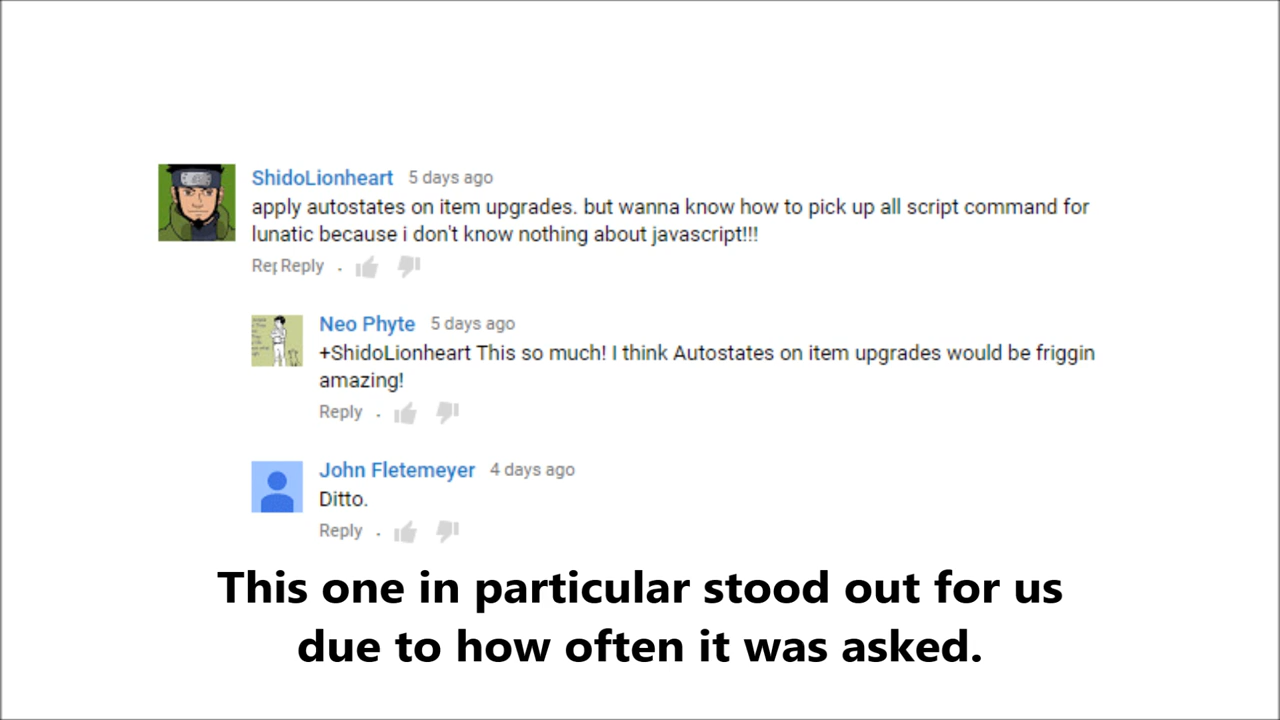 ShidoLionheart 5 days ago
apply autostates on item upgrades. but wanna know how to pick up all script command for
lunatic because i don't know nothing about javascript!!!
Rep Reply .
Neo Phyte 5 days ago
+ShidoLionheart This so much! I think Autostates on item upgrades would be friggin
amazing!
Reply .
John Fletemeyer 4 days ago
Ditto.
Reply .
This one in particular stood out for us
due to how often it was asked.